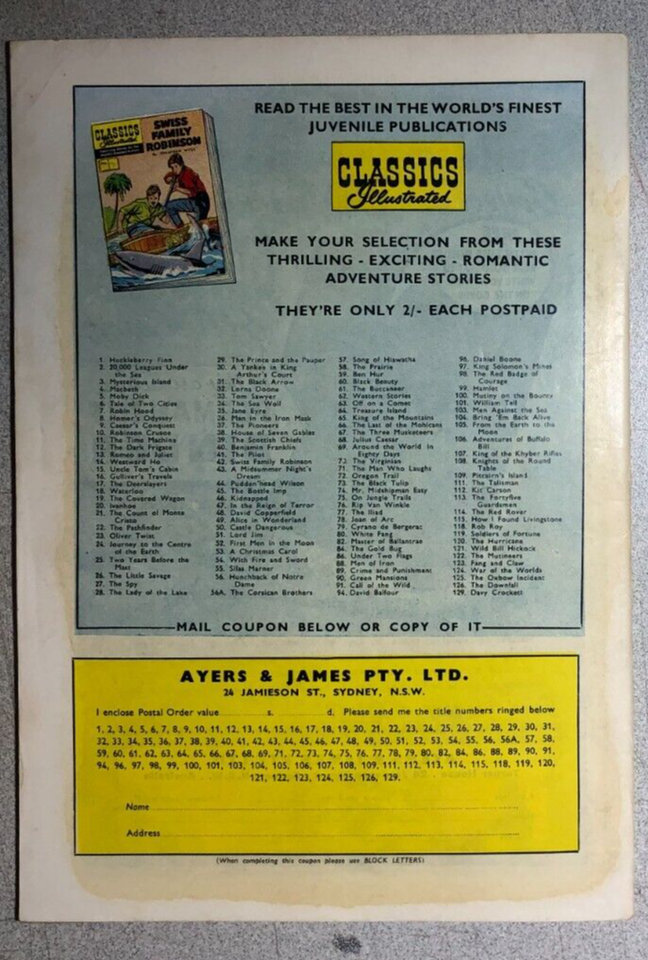 CLASSICS
Illustrated
SWISS
FAMILY
ROBINSON
READ THE BEST IN THE WORLD'S FINEST
JUVENILE PUBLICATIONS
CLASSICS
Illustrated
MAKE YOUR SELECTION FROM THESE
THRILLING - EXCITING - ROMANTIC
ADVENTURE STORIES
THEY'RE ONLY 2/- EACH POSTPAID
1. Huckleberry Finn
2. 20,000 Leagues Under
the Sea
3. Mysterious Island
4. Macbeth
5. Moby Dick
6. Tale of Two Cities
7. Robin Hood
8. Homer's Odyssey
9. Caesar's Conquest
10. Robinson Crusoe
11. The Time Machine
12. The Dark Frigate
13. Romeo and Juliet
14. Westward Ho
15. Uncle Tom's Cabin
16. Gulliver's Travels
17. The Deerslayer
18. Waterloo
19. The Covered Wagon
20. Ivanhoe
21. The Count of Monte
Cristo
22. The Pathfinder
23. Oliver Twist
24. Journey to the Centre
of the Earth
25. Two Years Before the
Mast
26. The Little Savage
27. The Spy
28. The Lady of the Lake
29. The Prince and the Pauper
30. A Yankee in King
Arthur's Court
31. The Black Arrow
32. Lorna Doone
33. Tom Sawyer
34. The Sea Wolf
35. Jane Eyre
36. Man in the Iron Mask
37. The Pioneers
38. House of Seven Gables
39. The Scottish Chiefs
40. Benjamin Franklin
41. The Pilot
42. Swiss Family Robinson
43. A Midsummer Night's
Dream
44. Pudden'head Wilson
45. The Bottle Imp
46. Kidnapped
47. In the Reign of Terror
48. David Copperfield
49. Alice in Wonderland
50. Castle Dangerous
51. Lord Jim
52. First Men in the Moon
53. A Christmas Carol
54. With Fire and Sword
55. Silas Marner
56. Hunchback of Notre
Dame
56A. The Corsican Brothers
57. Song of Hiawatha
58. The Prairie
59. Ben Hur
60. Black Beauty
61. The Buccaneer
62. Western Stories
63. Off on a Comet
64. Treasure Island
65. King of the Mountains
66. The Last of the Mohicans
67. The Three Musketeers
68. Julius Caesar
69. Around the World in
Eighty Days
71. The Man Who Laughs
72. Oregon Trail
73. The Black Tulip
74. Mr. Midshipman Easy
75. On Jungle Trails
76. Rip Van Winkle
77. The Iliad
78. Joan of Arc
79. Cyrano de Bergerac
80. White Fang
82. Master of Ballantrae
84. The Gold Bug
86. Under Two Flags
88. Men of Iron
89. Crime and Punishment
90. Green Mansions
91. Call of the Wild
94. David Balfour
96. Daniel Boone
97. King Solomon's Mines
98. The Red Badge of
Courage
99. Hamlet
100. Mutiny on the Bounty
101. William Tell
103. Men Against the Sea
104. Bring 'Em Back Alive
105. From the Earth to the
Moon
106. Adventures of Buffalo
Bill
107. King of the Khyber Rifles
108. Knights of the Round
Table
109. Pitcairn's Island
111. The Talisman
112. Kit Carson
113. The Fortyfive
Guardsmen
114. The Red Rover
115. How I Found Livingstone
118. Rob Roy
119. Soldiers of Fortune
120. The Hurricane
121. Wild Bill Hickock
122. The Mutineers
123. Fang and Claw
124. War of the Worlds
125. The Oxbow Incident
126. The Downfall
129. Davy Crockett
MAIL COUPON BELOW OR COPY OF IT
AYERS & JAMES PTY. LTD.
24 JAMIESON ST., SYDNEY, N.S.W.
I enclose Postal Order value s. d. Please send me the title numbers ringed below
1, 2, 3, 4, 5, 6, 7, 8, 9, 10, 11, 12, 13, 14, 15, 16, 17, 18, 19, 20, 21, 22, 23, 24, 25, 26, 27, 28, 29, 30, 31,
32, 33, 34, 35, 36, 37, 38, 39, 40, 41, 42, 43, 44, 45, 46, 47, 48, 49, 50, 51, 52, 53, 54, 55, 56, 56A, 57, 58,
59, 60, 61, 62, 63, 64, 65, 66, 67, 68, 69, 71, 72, 73, 74, 75, 76, 77, 78, 79, 80, 82, 84, 86, 88, 89, 90, 91,
94, 96, 97, 98, 99, 100, 101, 103, 104, 105, 106, 107, 108, 109, 111, 112, 113, 114, 115, 118, 119, 120,
121, 122, 123, 124, 125, 126, 129.
Name
Address
(When completing this coupon please use BLOCK LETTERS)